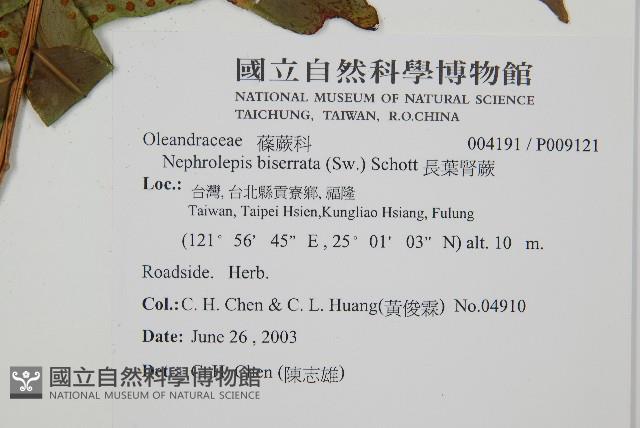 國立自然科學博物館
NATIONAL MUSEUM OF NATURAL SCIENCE
TAICHUNG, TAIWAN, R.O.CHINA
Oleandraceae 蓧蕨科 004191 / P009121
Nephrolepis biserrata (Sw.) Schott 長葉腎蕨
Loc.: 台灣, 台北縣貢寮鄉, 福隆
Taiwan, Taipei Hsien,Kungliao Hsiang, Fulung
(121° 56' 45" E , 25° 01' 03" N) alt. 10 m.
Roadside. Herb.
Col.: C. H. Chen & C. L. Huang(黃俊霖) No.04910
Date: June 26 , 2003
Det.: C. H. Chen (陳志雄)
國立自然科學博物館
NATIONAL MUSEUM OF NATURAL SCIENCE